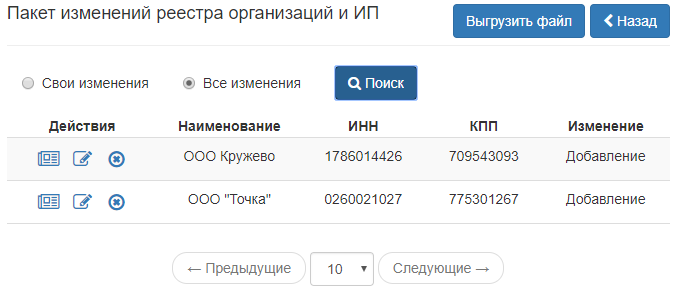 Пакет изменений реестра организаций и ИП
Выгрузить файл Назад
Свои изменения Все изменения Поиск
Действия Наименование ИНН КПП Изменение
ООО Кружево 1786014426 709543093 Добавление
ООО "Точка" 0260021027 775301267 Добавление
← Предыдущие 10 Следующие →